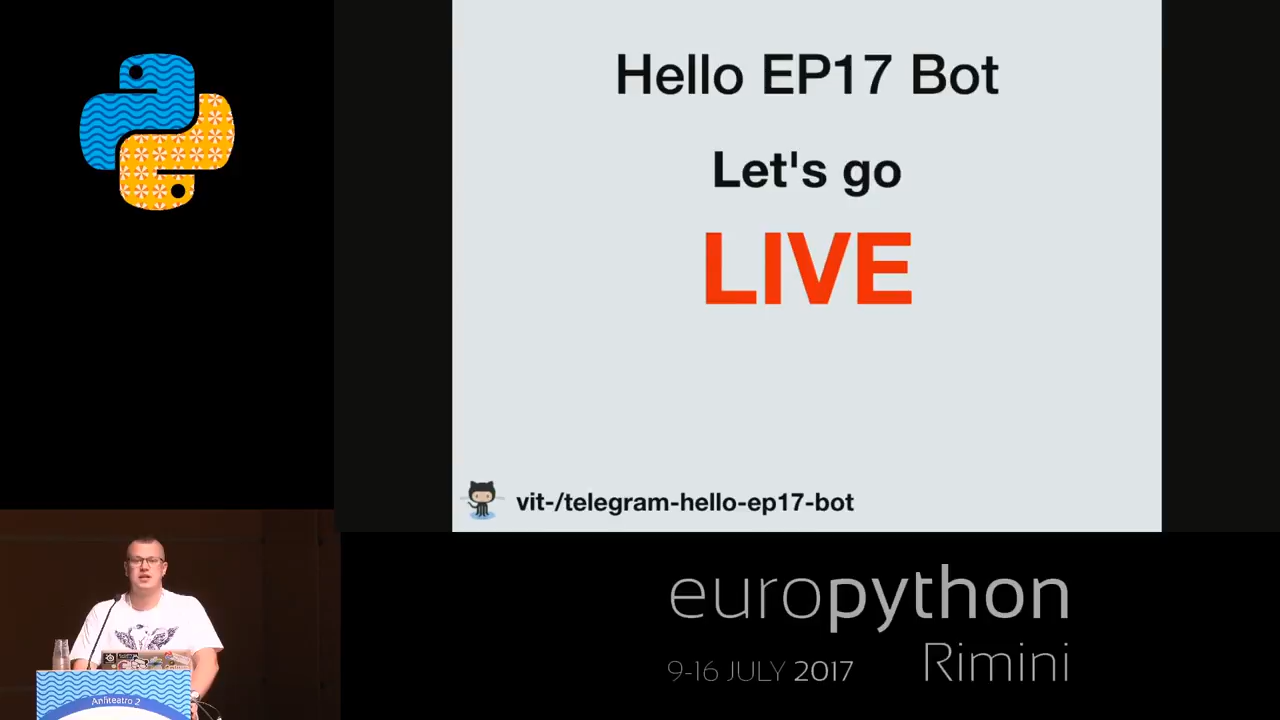 Hello EP17 Bot
Let's go
LIVE
vit-/telegram-hello-ep17-bot
europython
Rimini
9-16 JULY 2017
Anfiteatro 2